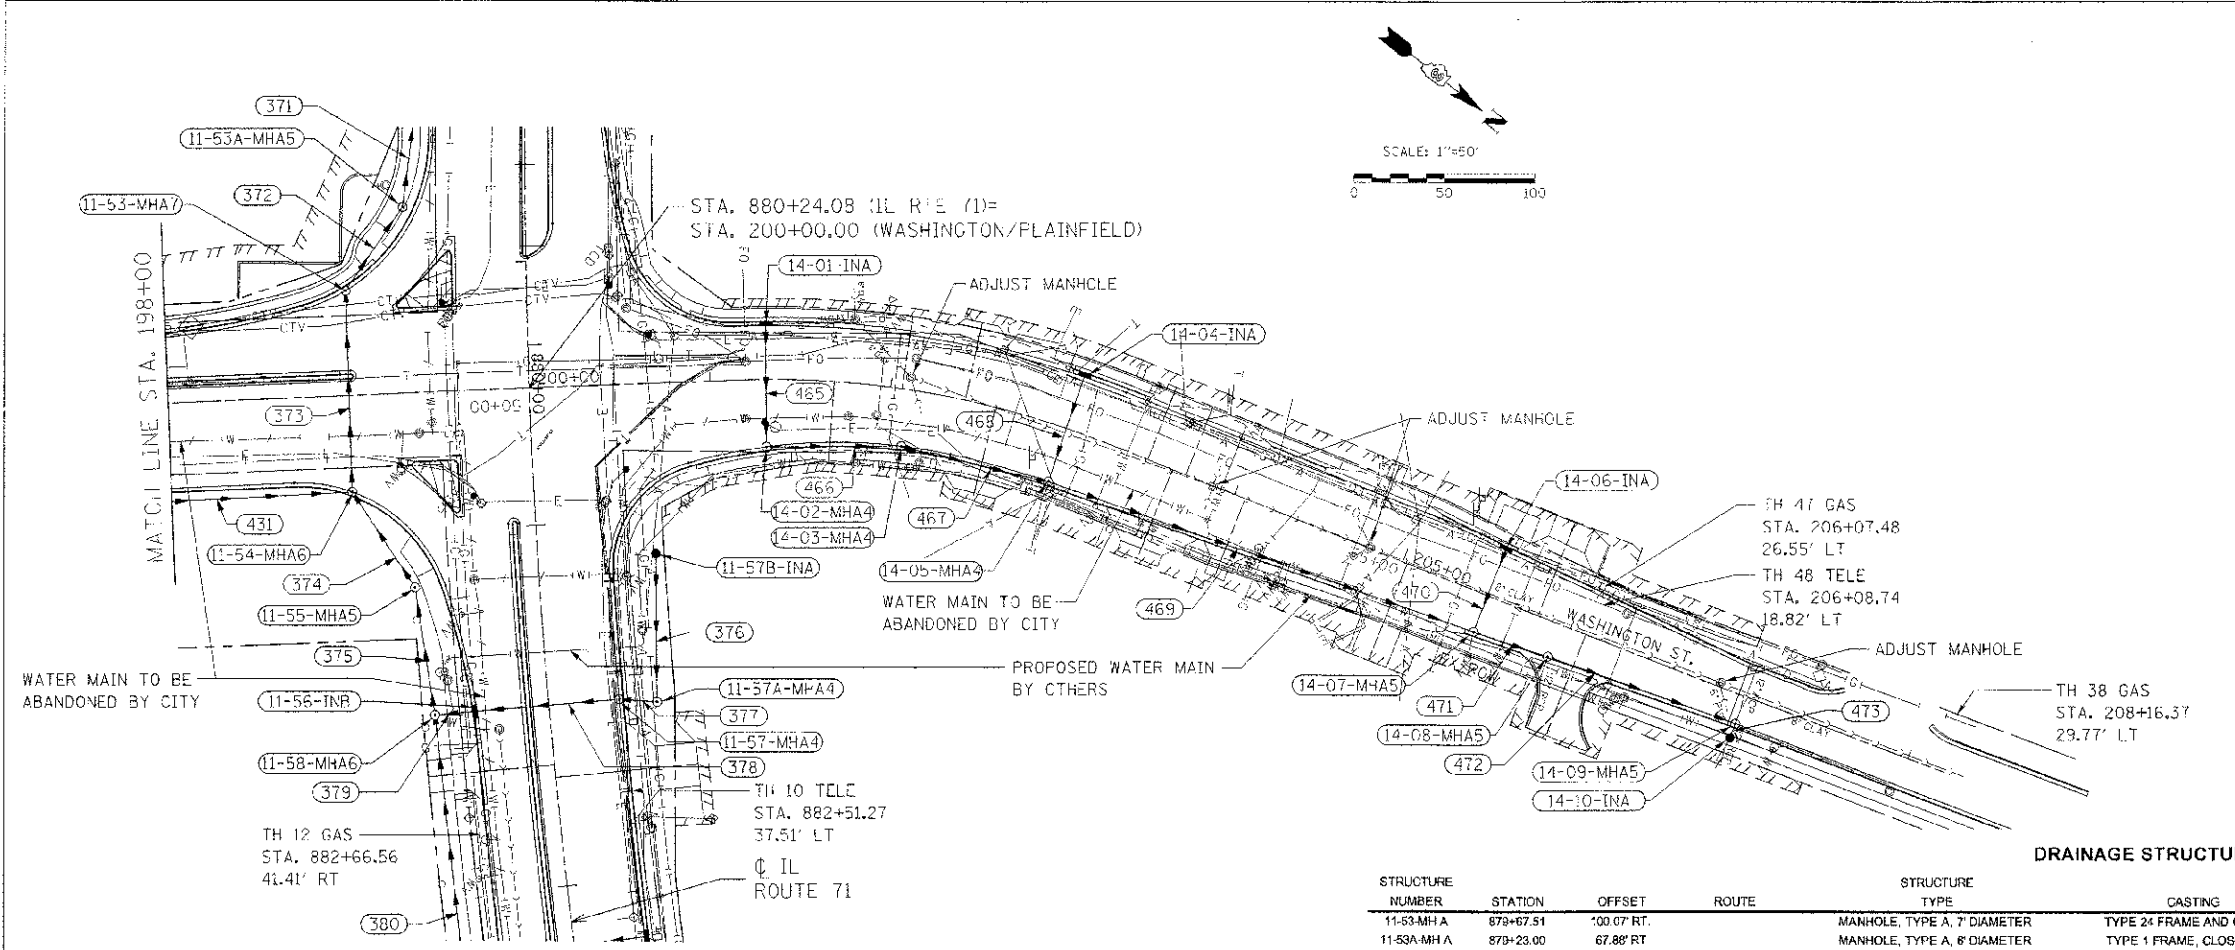 371
11-53A-MHA5
372
11-53-MHA7
MATCH LINE STA. 198+00
STA. 880+24.08 (IL RTE 71)=
STA. 200+00.00 (WASHINGTON/PLAINFIELD)
N
SCALE: 1"=50'
0 50 100
14-01-INA
ADJUST MANHOLE
14-04-INA
465
468
373
200+00
50+00
880+00
ADJUST MANHOLE
466
14-02-MHA4
14-03-MHA4
467
14-06-INA
431
11-54-MHA6
374
11-55-MHA5
11-57B-INA
14-05-MHA4
WATER MAIN TO BE
ABANDONED BY CITY
469
205+00
470
8" CLAY
WASHINGTON ST.
TH 47 GAS
STA. 206+07.48
26.55' LT
TH 48 TELE
STA. 206+08.74
18.82' LT
ADJUST MANHOLE
375
376
PROPOSED WATER MAIN
BY OTHERS
WATER MAIN TO BE
ABANDONED BY CITY
11-56-INB
11-57A-MHA4
377
11-57-MHA4
378
11-58-MHA6
379
14-07-MHA5
471
ROW
14-08-MHA5
472
14-09-MHA5
14-10-INA
473
TH 38 GAS
STA. 208+16.37
29.77' LT
TH 10 TELE
STA. 882+51.27
37.51' LT
TH 12 GAS
STA. 882+66.56
41.41' RT
℄ IL
ROUTE 71
380
DRAINAGE STRUCTU
STRUCTURE STRUCTURE
NUMBER STATION OFFSET ROUTE TYPE CASTING
11-53-MH A 879+67.51 100.07' RT. MANHOLE, TYPE A, 7' DIAMETER TYPE 24 FRAME AND
11-53A-MH A 879+23.00 67.88' RT MANHOLE, TYPE A, 6' DIAMETER TYPE 1 FRAME, CLOS